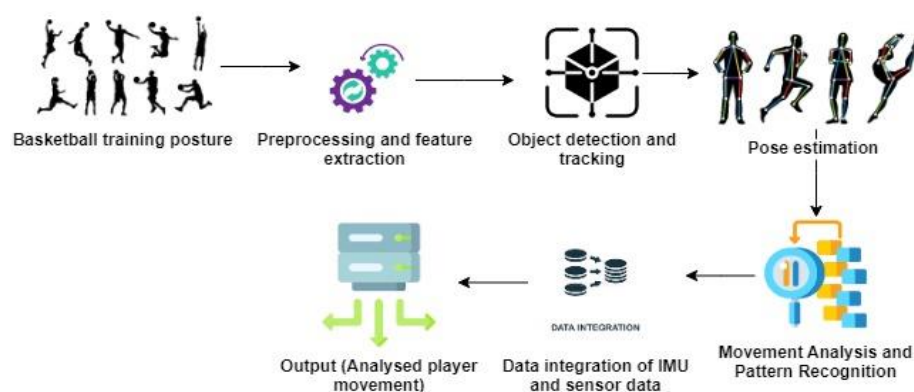 Basketball training posture
Preprocessing and feature
extraction
Object detection and
tracking
Pose estimation
Movement Analysis and
Pattern Recognition
DATA INTEGRATION
Data integration of IMU
and sensor data
Output (Analysed player
movement)